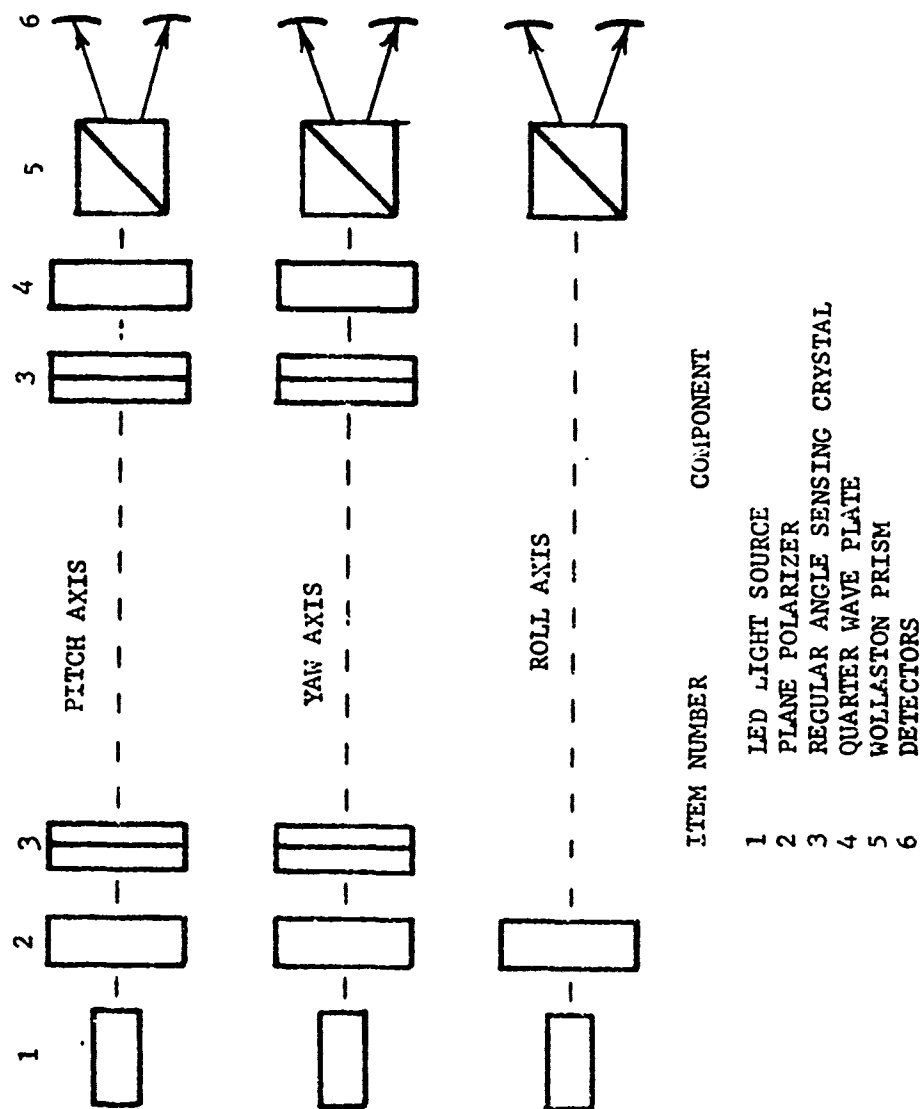 1 2 3 3 4 5 6
PITCH AXIS
YAW AXIS
ROLL AXIS
ITEM NUMBER COMPONENT
1 LED LIGHT SOURCE
2 PLANE POLARIZER
3 REGULAR ANGLE SENSING CRYSTAL
4 QUARTER WAVE PLATE
5 WOLLASTON PRISM
6 DETECTORS